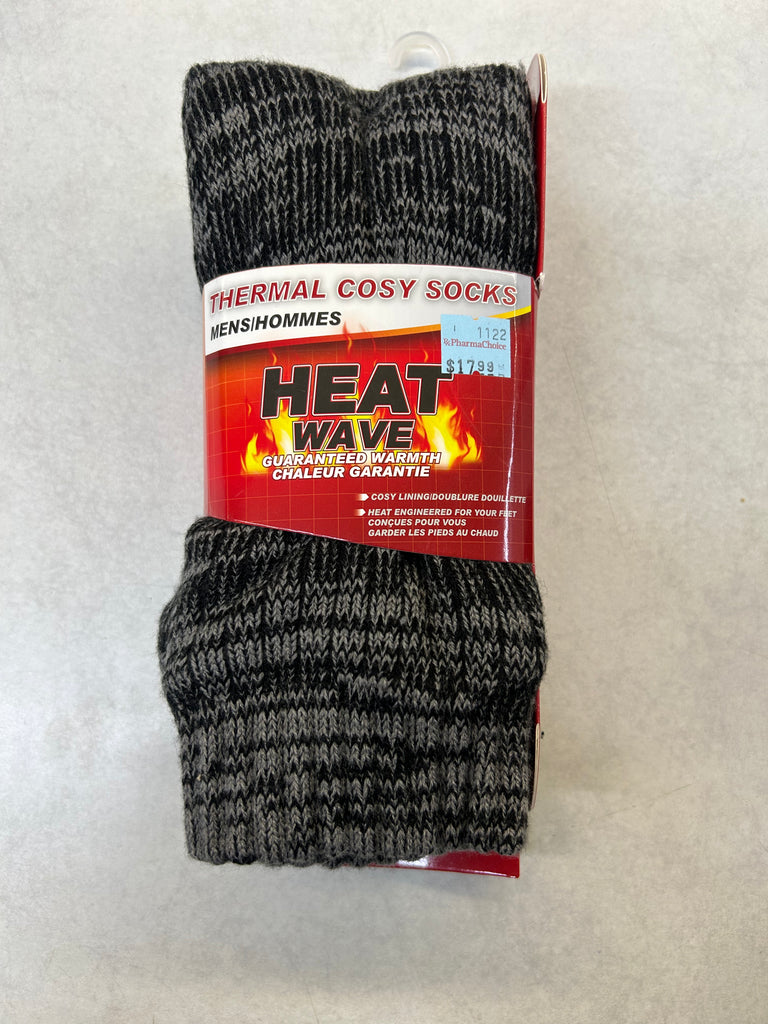 THERMAL COSY SOCKS
MENS/HOMMES
1122
PharmaChoice
$17.99
HEAT
WAVE
GUARANTEED WARMTH
CHALEUR GARANTIE
COSY LINING/DOUBLURE DOUILLETTE
HEAT ENGINEERED FOR YOUR FEET
CONÇUES POUR VOUS
GARDER LES PIEDS AU CHAUD